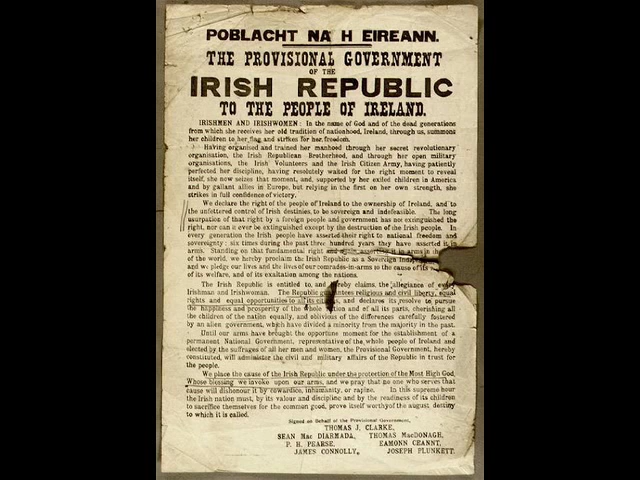 POBLACHT NA H EIREANN.
THE PROVISIONAL GOVERNMENT
OF THE
IRISH REPUBLIC
TO THE PEOPLE OF IRELAND.
IRISHMEN AND IRISHWOMEN: In the name of God and of the dead generations
from which she receives her old tradition of nationhood, Ireland, through us, summons
her children to her flag and strikes for her freedom.
Having organised and trained her manhood through her secret revolutionary
organisation, the Irish Republican Brotherhood, and through her open military
organisations, the Irish Volunteers and the Irish Citizen Army, having patiently
perfected her discipline, having resolutely waited for the right moment to reveal
itself, she now seizes that moment, and, supported by her exiled children in America
and by gallant allies in Europe, but relying in the first on her own strength, she
strikes in full confidence of victory.
We declare the right of the people of Ireland to the ownership of Ireland, and to
the unfettered control of Irish destinies, to be sovereign and indefeasible. The long
usurpation of that right by a foreign people and government has not extinguished the
right, nor can it ever be extinguished except by the destruction of the Irish people. In
every generation the Irish people have asserted their right to national freedom and
sovereignty: six times during the past three hundred years they have asserted it in
arms. Standing on that fundamental right and again asserting it in arms in the
of the world, we hereby proclaim the Irish Republic as a Sovereign
and we pledge our lives and the lives of our comrades-in-arms to the cause of its
of its welfare, and of its exaltation among the nations.
The Irish Republic is entitled to, and hereby claims, the allegiance of every
Irishman and Irishwoman. The Republic guarantees religious and civil liberty, equal
rights and equal opportunities to all its citizens, and declares its resolve to pursue
the happiness and prosperity of the whole nation and of all its parts, cherishing all
the children of the nation equally, and oblivious of the differences carefully fostered
by an alien government, which have divided a minority from the majority in the past.
Until our arms have brought the opportune moment for the establishment of a
permanent National Government, representative of the whole people of Ireland and
elected by the suffrages of all her men and women, the Provisional Government, hereby
constituted, will administer the civil and military affairs of the Republic in trust for
the people.
We place the cause of the Irish Republic under the protection of the Most High God,
Whose blessing we invoke upon our arms, and we pray that no one who serves that
cause will dishonour it by cowardice, inhumanity, or rapine. In this supreme hour
the Irish nation must, by its valour and discipline and by the readiness of its children
to sacrifice themselves for the common good, prove itself worthy of the august destiny
to which it is called.
Signed on Behalf of the Provisional Government,
THOMAS J. CLARKE,
SEAN Mac DIARMADA, THOMAS MacDONAGH,
P. H. PEARSE, EAMONN CEANNT,
JAMES CONNOLLY, JOSEPH PLUNKETT.